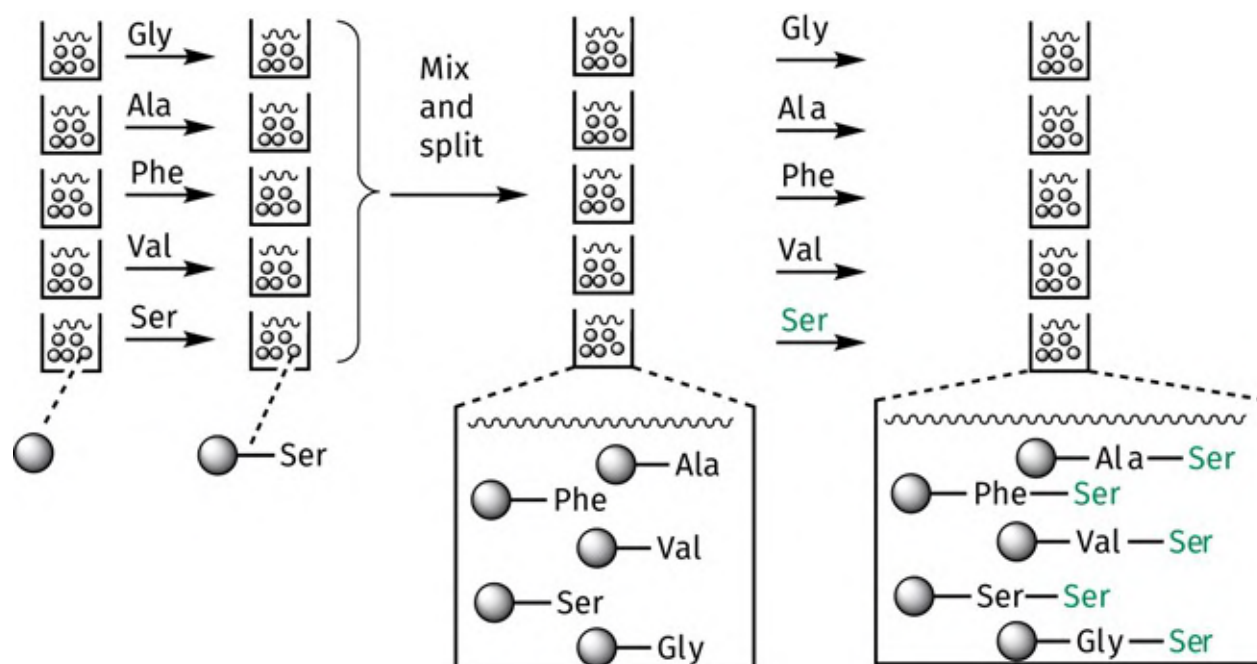 Gly
Ala
Phe
Val
Ser
Ser
Mix
and
split
Ala
Phe
Val
Ser
Gly
Gly
Ala
Phe
Val
Ser
Ala Ser
Phe Ser
Val Ser
Ser Ser
Gly Ser